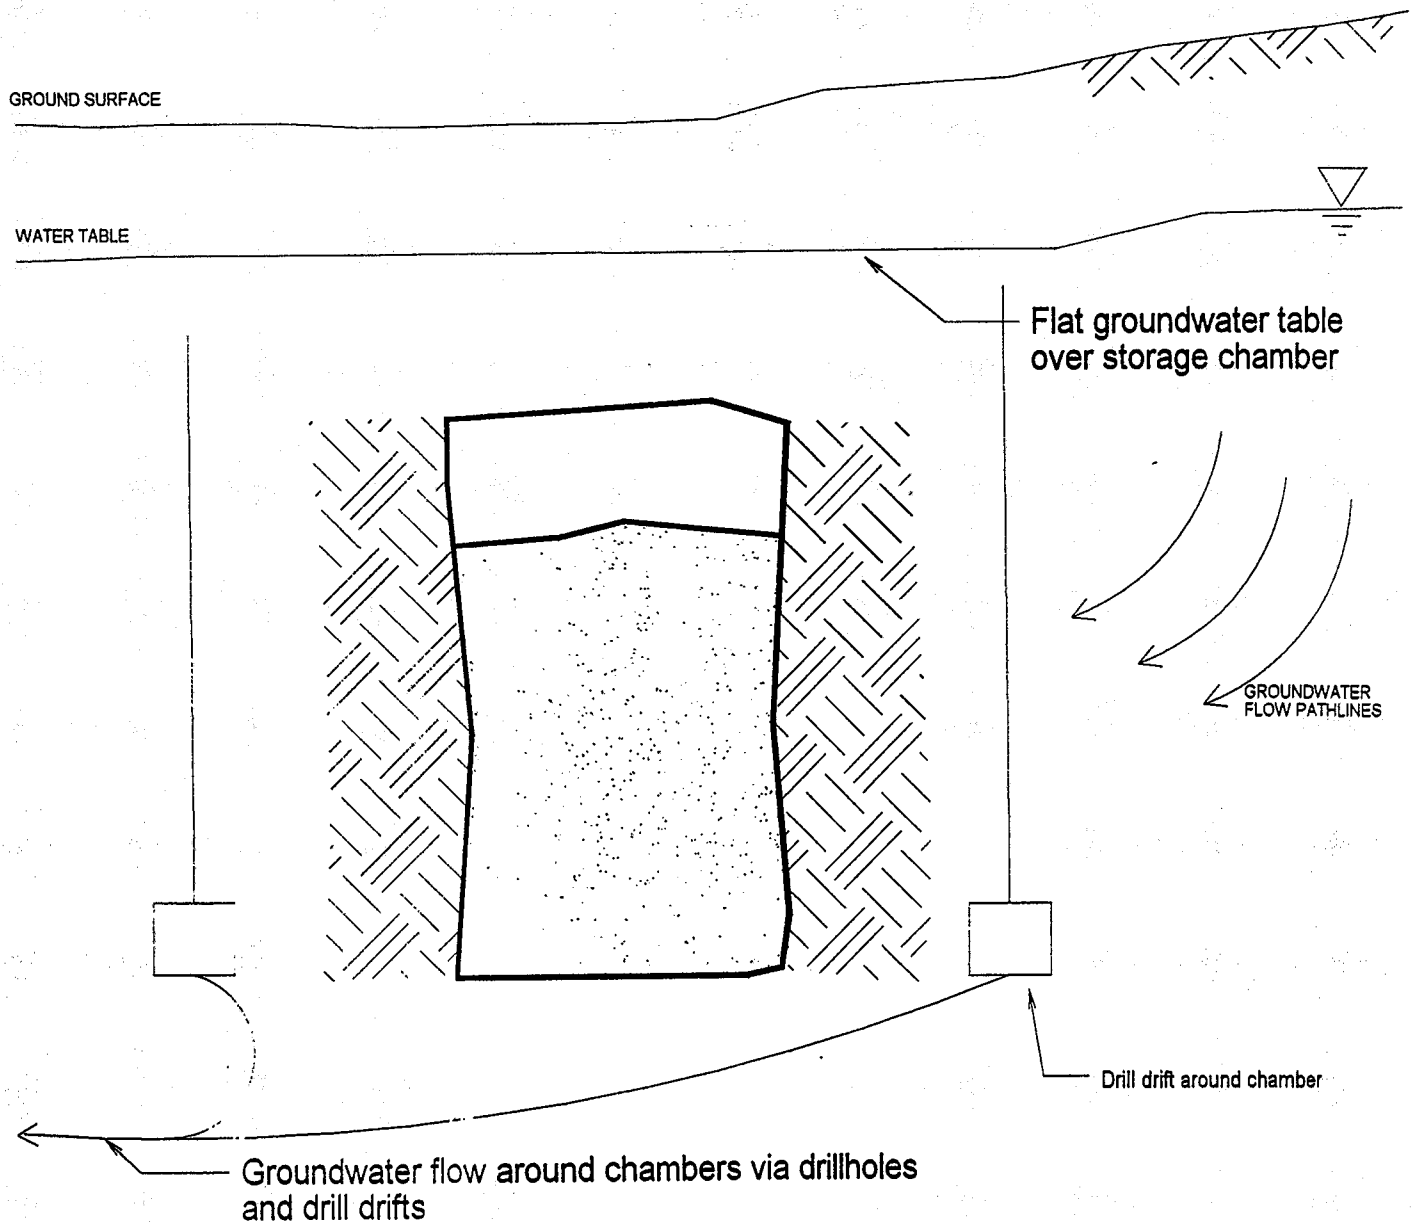 GROUND SURFACE
WATER TABLE
Flat groundwater table
over storage chamber
GROUNDWATER
FLOW PATHLINES
Drill drift around chamber
Groundwater flow around chambers via drillholes
and drill drifts